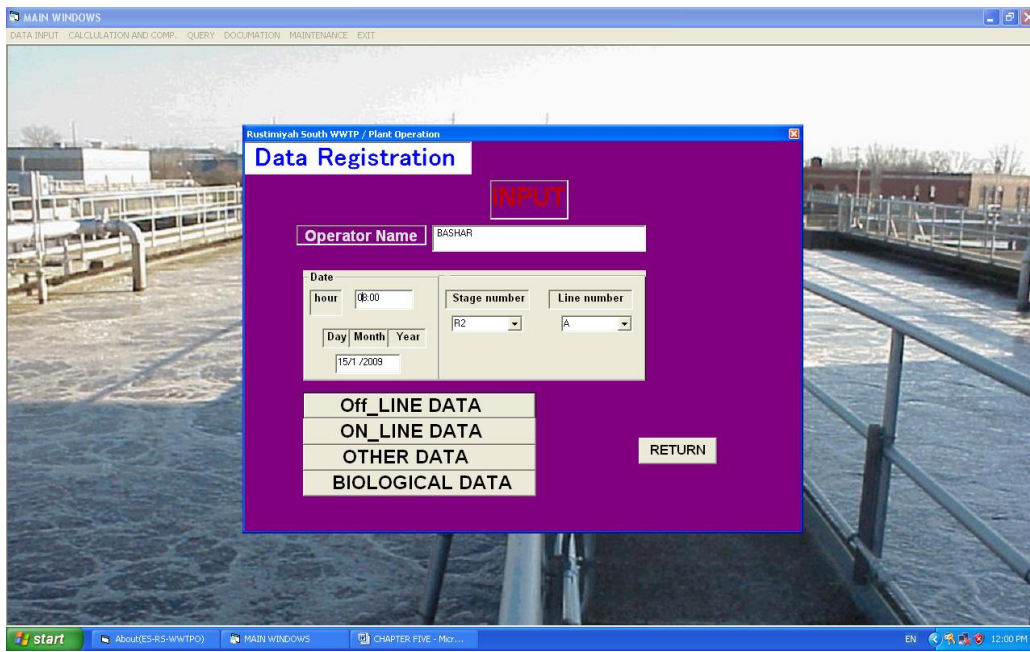 MAIN WINDOWS
DATA INPUT CALCLULATION AND COMP. QUERY DOCUMATION MAINTENANCE EXIT
Rustimiyah South WWTP / Plant Operation
Data Registration
INPUT
Operator Name BASHAR
Date
hour 08:00 Stage number Line number
R2 A
Day Month Year
15/1 /2009
Off_LINE DATA
ON_LINE DATA
OTHER DATA
BIOLOGICAL DATA
RETURN
start About(ES-RS-WWTPO) MAIN WINDOWS CHAPTER FIVE - Micr... EN 12:00 PM